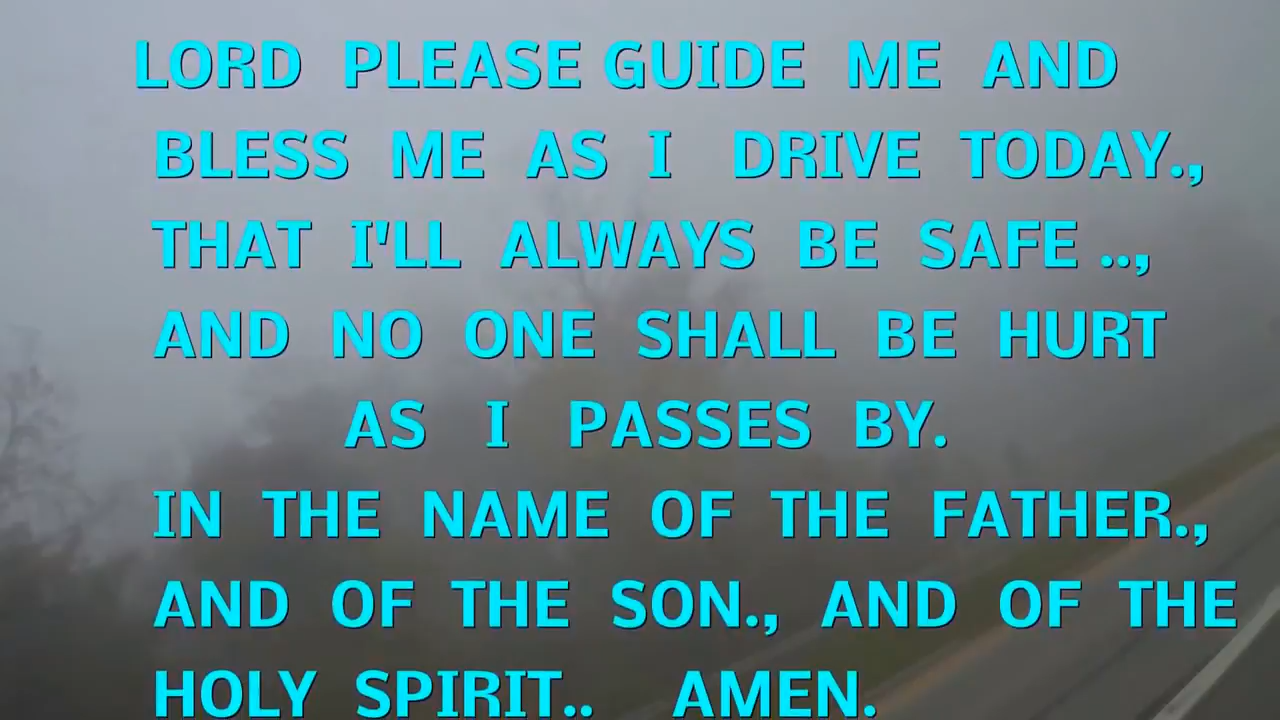 LORD PLEASE GUIDE ME AND
BLESS ME AS I DRIVE TODAY.,
THAT I'LL ALWAYS BE SAFE ..,
AND NO ONE SHALL BE HURT
AS I PASSES BY.
IN THE NAME OF THE FATHER.,
AND OF THE SON., AND OF THE
HOLY SPIRIT.. AMEN.